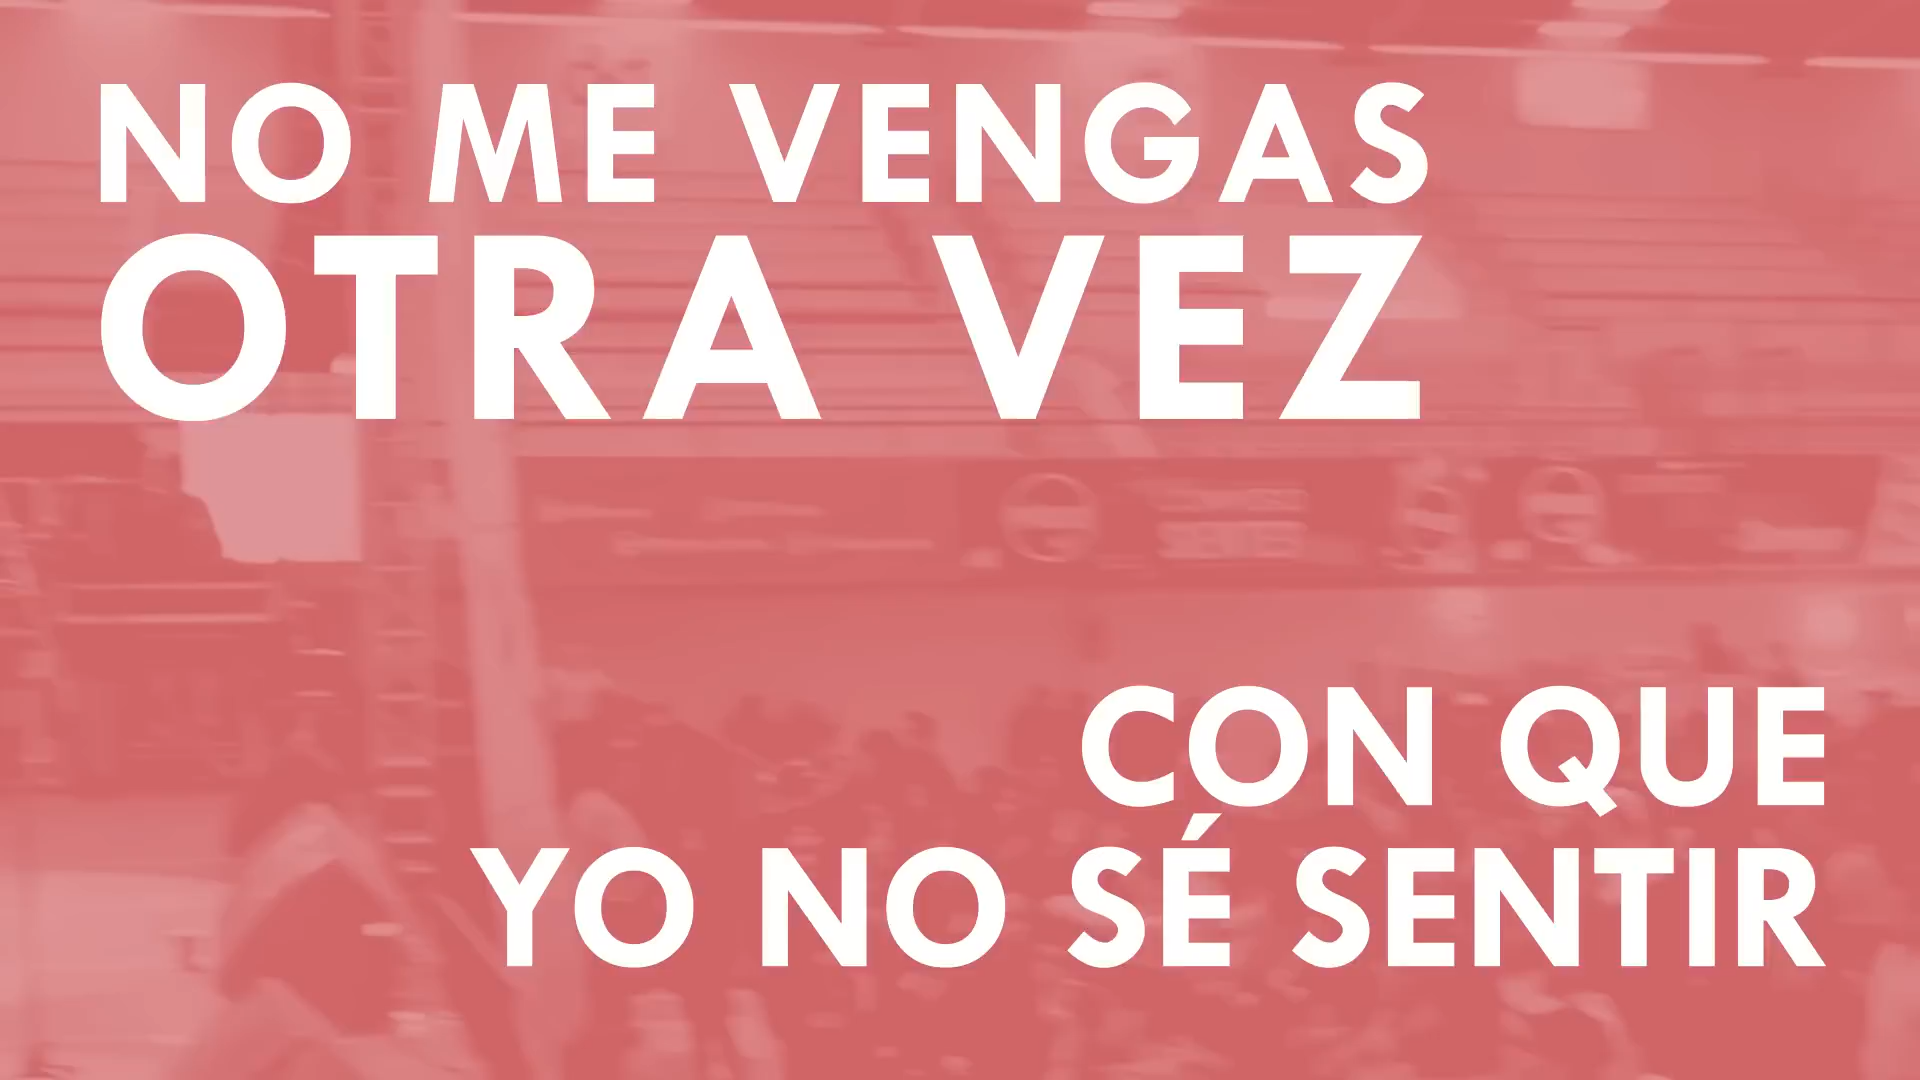 NO ME VENGAS
OTRA VEZ
CON QUE
YO NO SÉ SENTIR